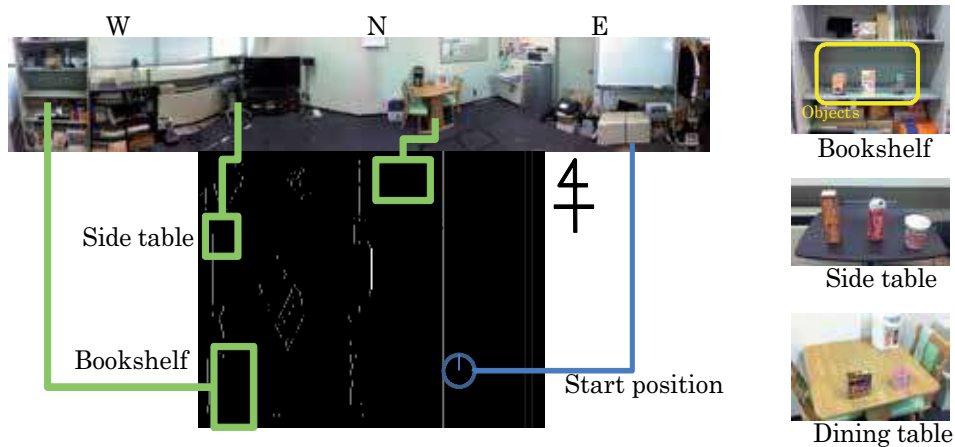 W N E
Objects
Bookshelf
Side table
Side table
Bookshelf
Start position
Dining table